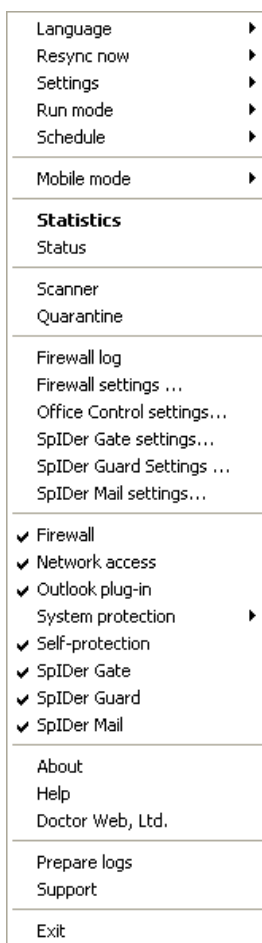 Language
Resync now
Settings
Run mode
Schedule
Mobile mode
Statistics
Status
Scanner
Quarantine
Firewall log
Firewall settings ...
Office Control settings...
SpIDer Gate settings...
SpIDer Guard Settings ...
SpIDer Mail settings...
Firewall
Network access
Outlook plug-in
System protection
Self-protection
SpIDer Gate
SpIDer Guard
SpIDer Mail
About
Help
Doctor Web, Ltd.
Prepare logs
Support
Exit